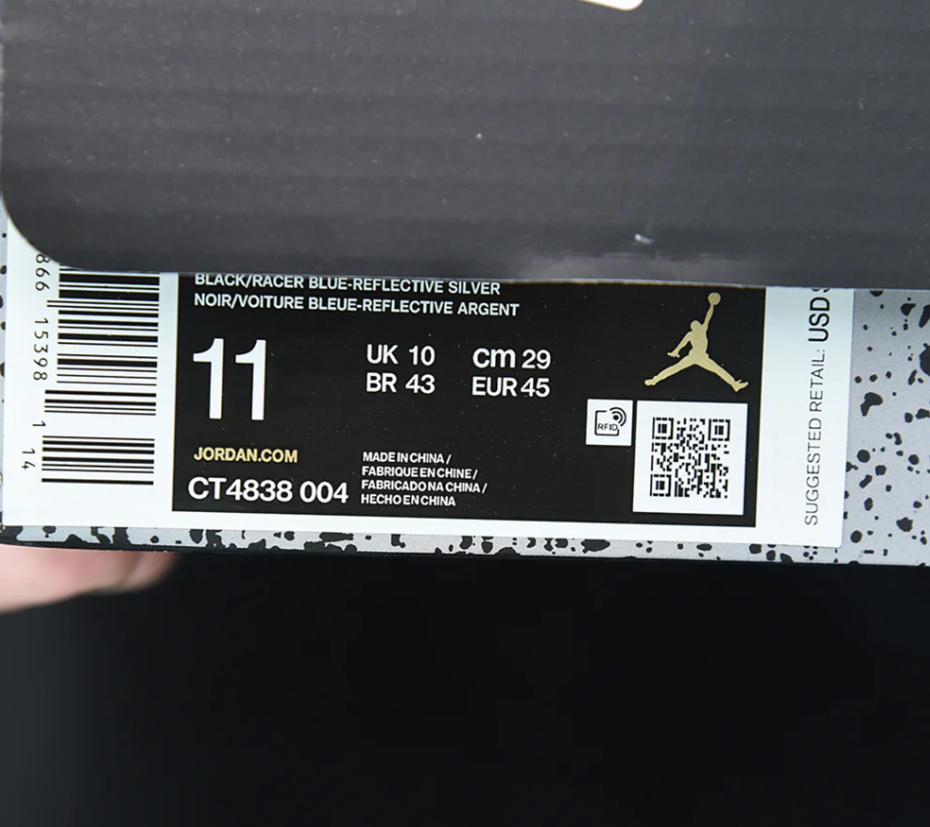 BLACK/RACER BLUE-REFLECTIVE SILVER
NOIR/VOITURE BLEUE-REFLECTIVE ARGENT
11
UK 10
cm 29
BR 43
EUR 45
RFID
JORDAN.COM
CT4838 004
MADE IN CHINA /
FABRIQUE EN CHINE /
FABRICADO NA CHINA /
HECHO EN CHINA
866 15398 1
14
SUGGESTED RETAIL: USD